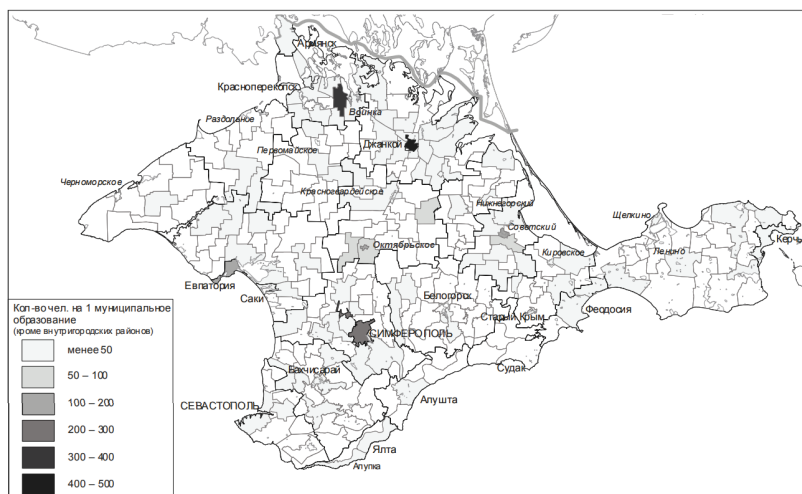 Армянск
Красноперекопск
Воинка
Раздольное
Джанкой
Первомайское
Черноморское
Красногвардейское
Нижнегорский
Щелкино
Советский
Октябрьское
Керчь
Кировское
Ленино
Евпатория
Саки
Белогорск
Феодосия
Старый Крым
СИМФЕРОПОЛЬ
Судак
Бахчисарай
Алушта
СЕВАСТОПОЛЬ
Ялта
Алупка
Кол-во чел. на 1 муниципальное
образование
(кроме внутригородских районов)
менее 50
50 – 100
100 – 200
200 – 300
300 – 400
400 – 500